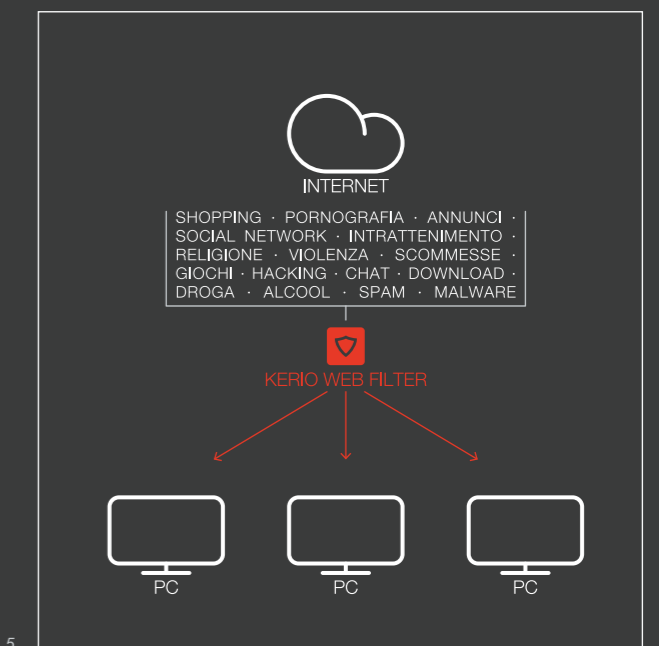 INTERNET
SHOPPING · PORNOGRAFIA · ANNUNCI ·
SOCIAL NETWORK · INTRATTENIMENTO ·
RELIGIONE · VIOLENZA · SCOMMESSE ·
GIOCHI · HACKING · CHAT · DOWNLOAD ·
DROGA · ALCOOL · SPAM · MALWARE
KERIO WEB FILTER
PC
PC
PC
5